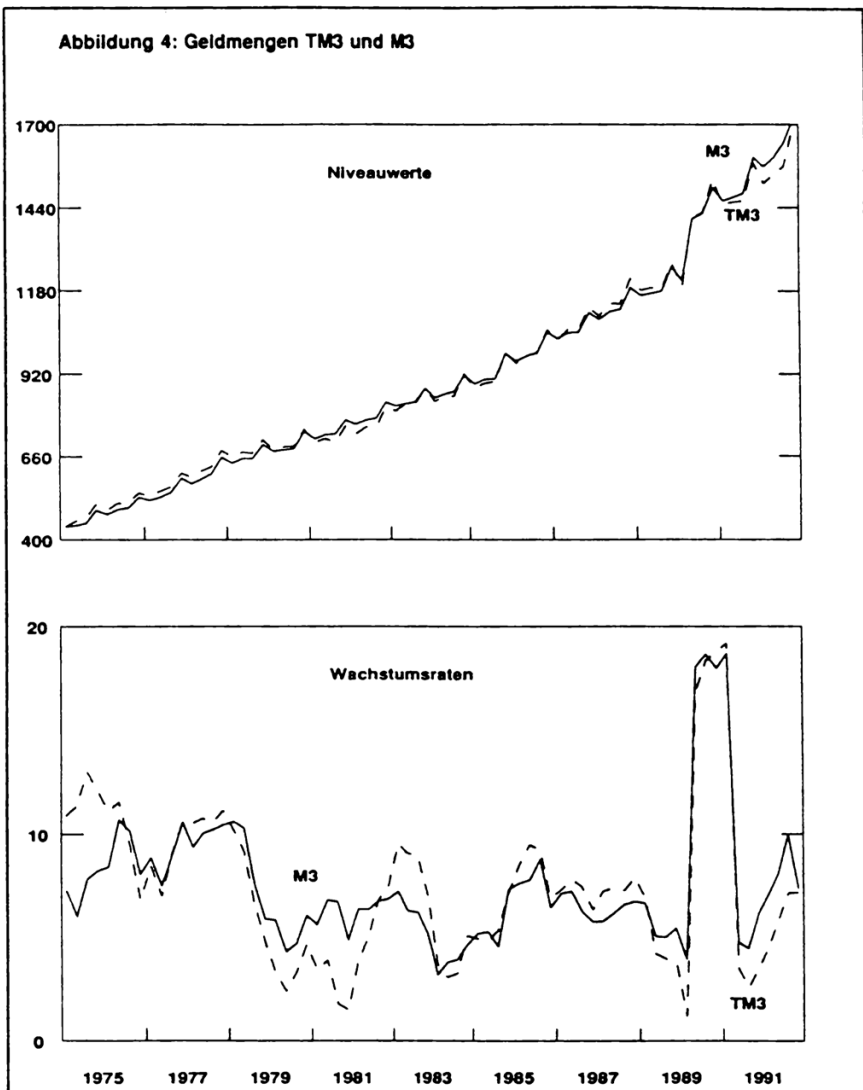 Abbildung 4: Geldmengen TM3 und M3
1700
M3
Niveauwerte
1440
TM3
1180
920
660
400
20
Wachstumsraten
10
M3
TM3
0
1975 1977 1979 1981 1983 1985 1987 1989 1991